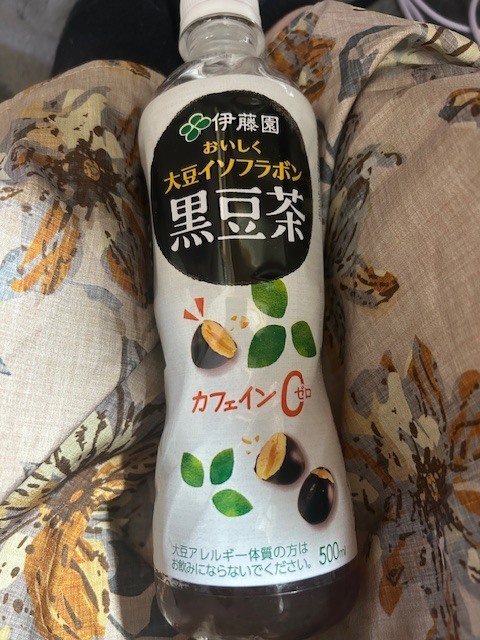 伊藤園
おいしく
大豆イソフラボン
黒豆茶
カフェイン0ゼロ
大豆アレルギー体質の方は
お飲みにならないでください。 500ml